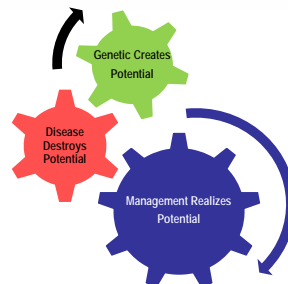 Genetic Creates
Potential
Disease
Destroys
Potential
Management Realizes
Potential